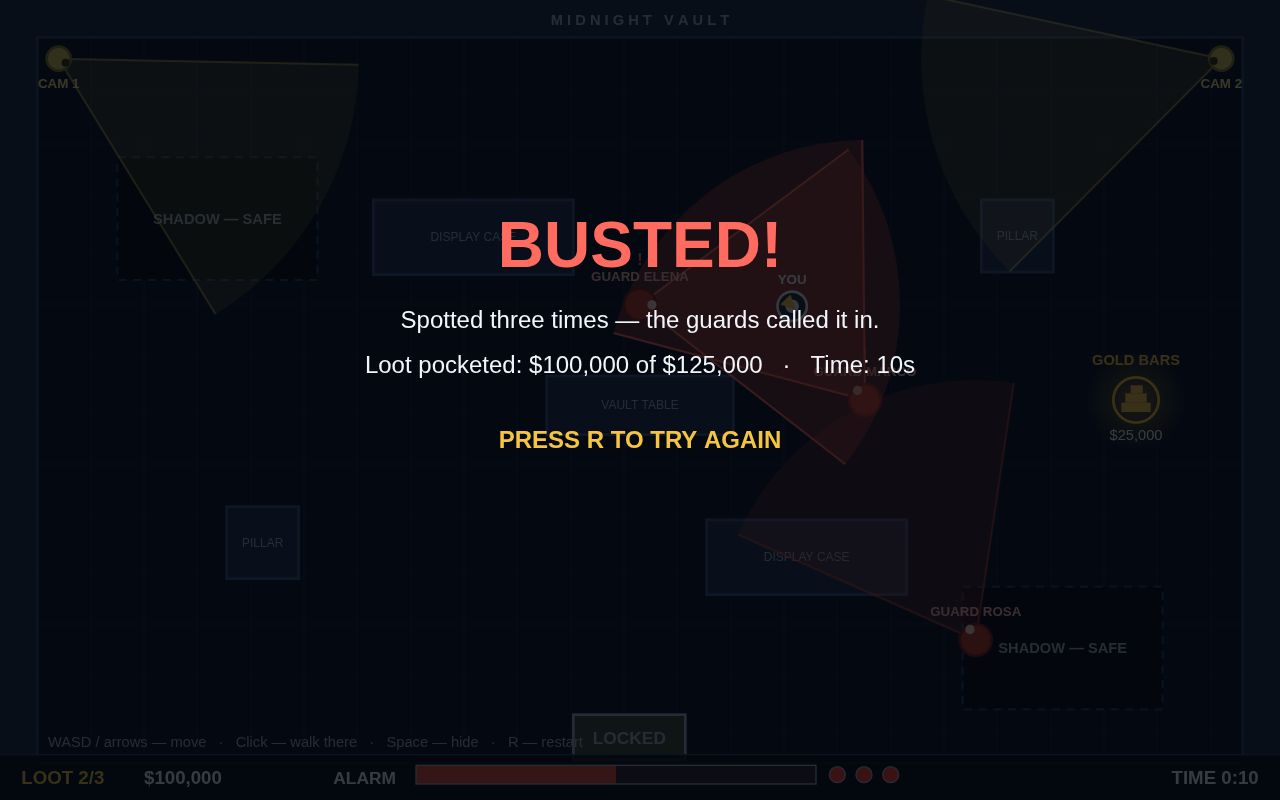 MIDNIGHT VAULT
CAM 1
CAM 2
SHADOW — SAFE
DISPLAY CASE
PILLAR
BUSTED!
!
GUARD ELENA
YOU
Spotted three times — the guards called it in.
Loot pocketed: $100,000 of $125,000 · Time: 10s
GOLD BARS
$25,000
VAULT TABLE
PRESS R TO TRY AGAIN
PILLAR
DISPLAY CASE
GUARD ROSA
SHADOW — SAFE
WASD / arrows — move · Click — walk there · Space — hide · R — restart
LOCKED
LOOT 2/3 $100,000 ALARM TIME 0:10